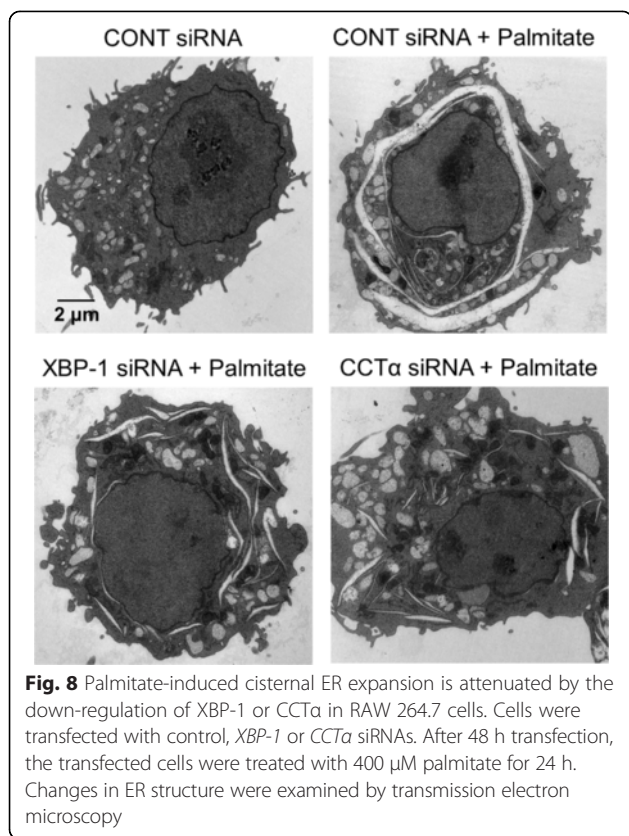 CONT siRNA
CONT siRNA + Palmitate
2 µm
XBP-1 siRNA + Palmitate
CCTα siRNA + Palmitate
Fig. 8 Palmitate-induced cisternal ER expansion is attenuated by the
down-regulation of XBP-1 or CCTα in RAW 264.7 cells. Cells were
transfected with control, XBP-1 or CCTα siRNAs. After 48 h transfection,
the transfected cells were treated with 400 µM palmitate for 24 h.
Changes in ER structure were examined by transmission electron
microscopy